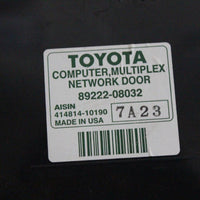 TOYOTA
COMPUTER,MULTIPLEX
NETWORK DOOR
89222-08032
AISIN
414814-10190 7A23
MADE IN USA